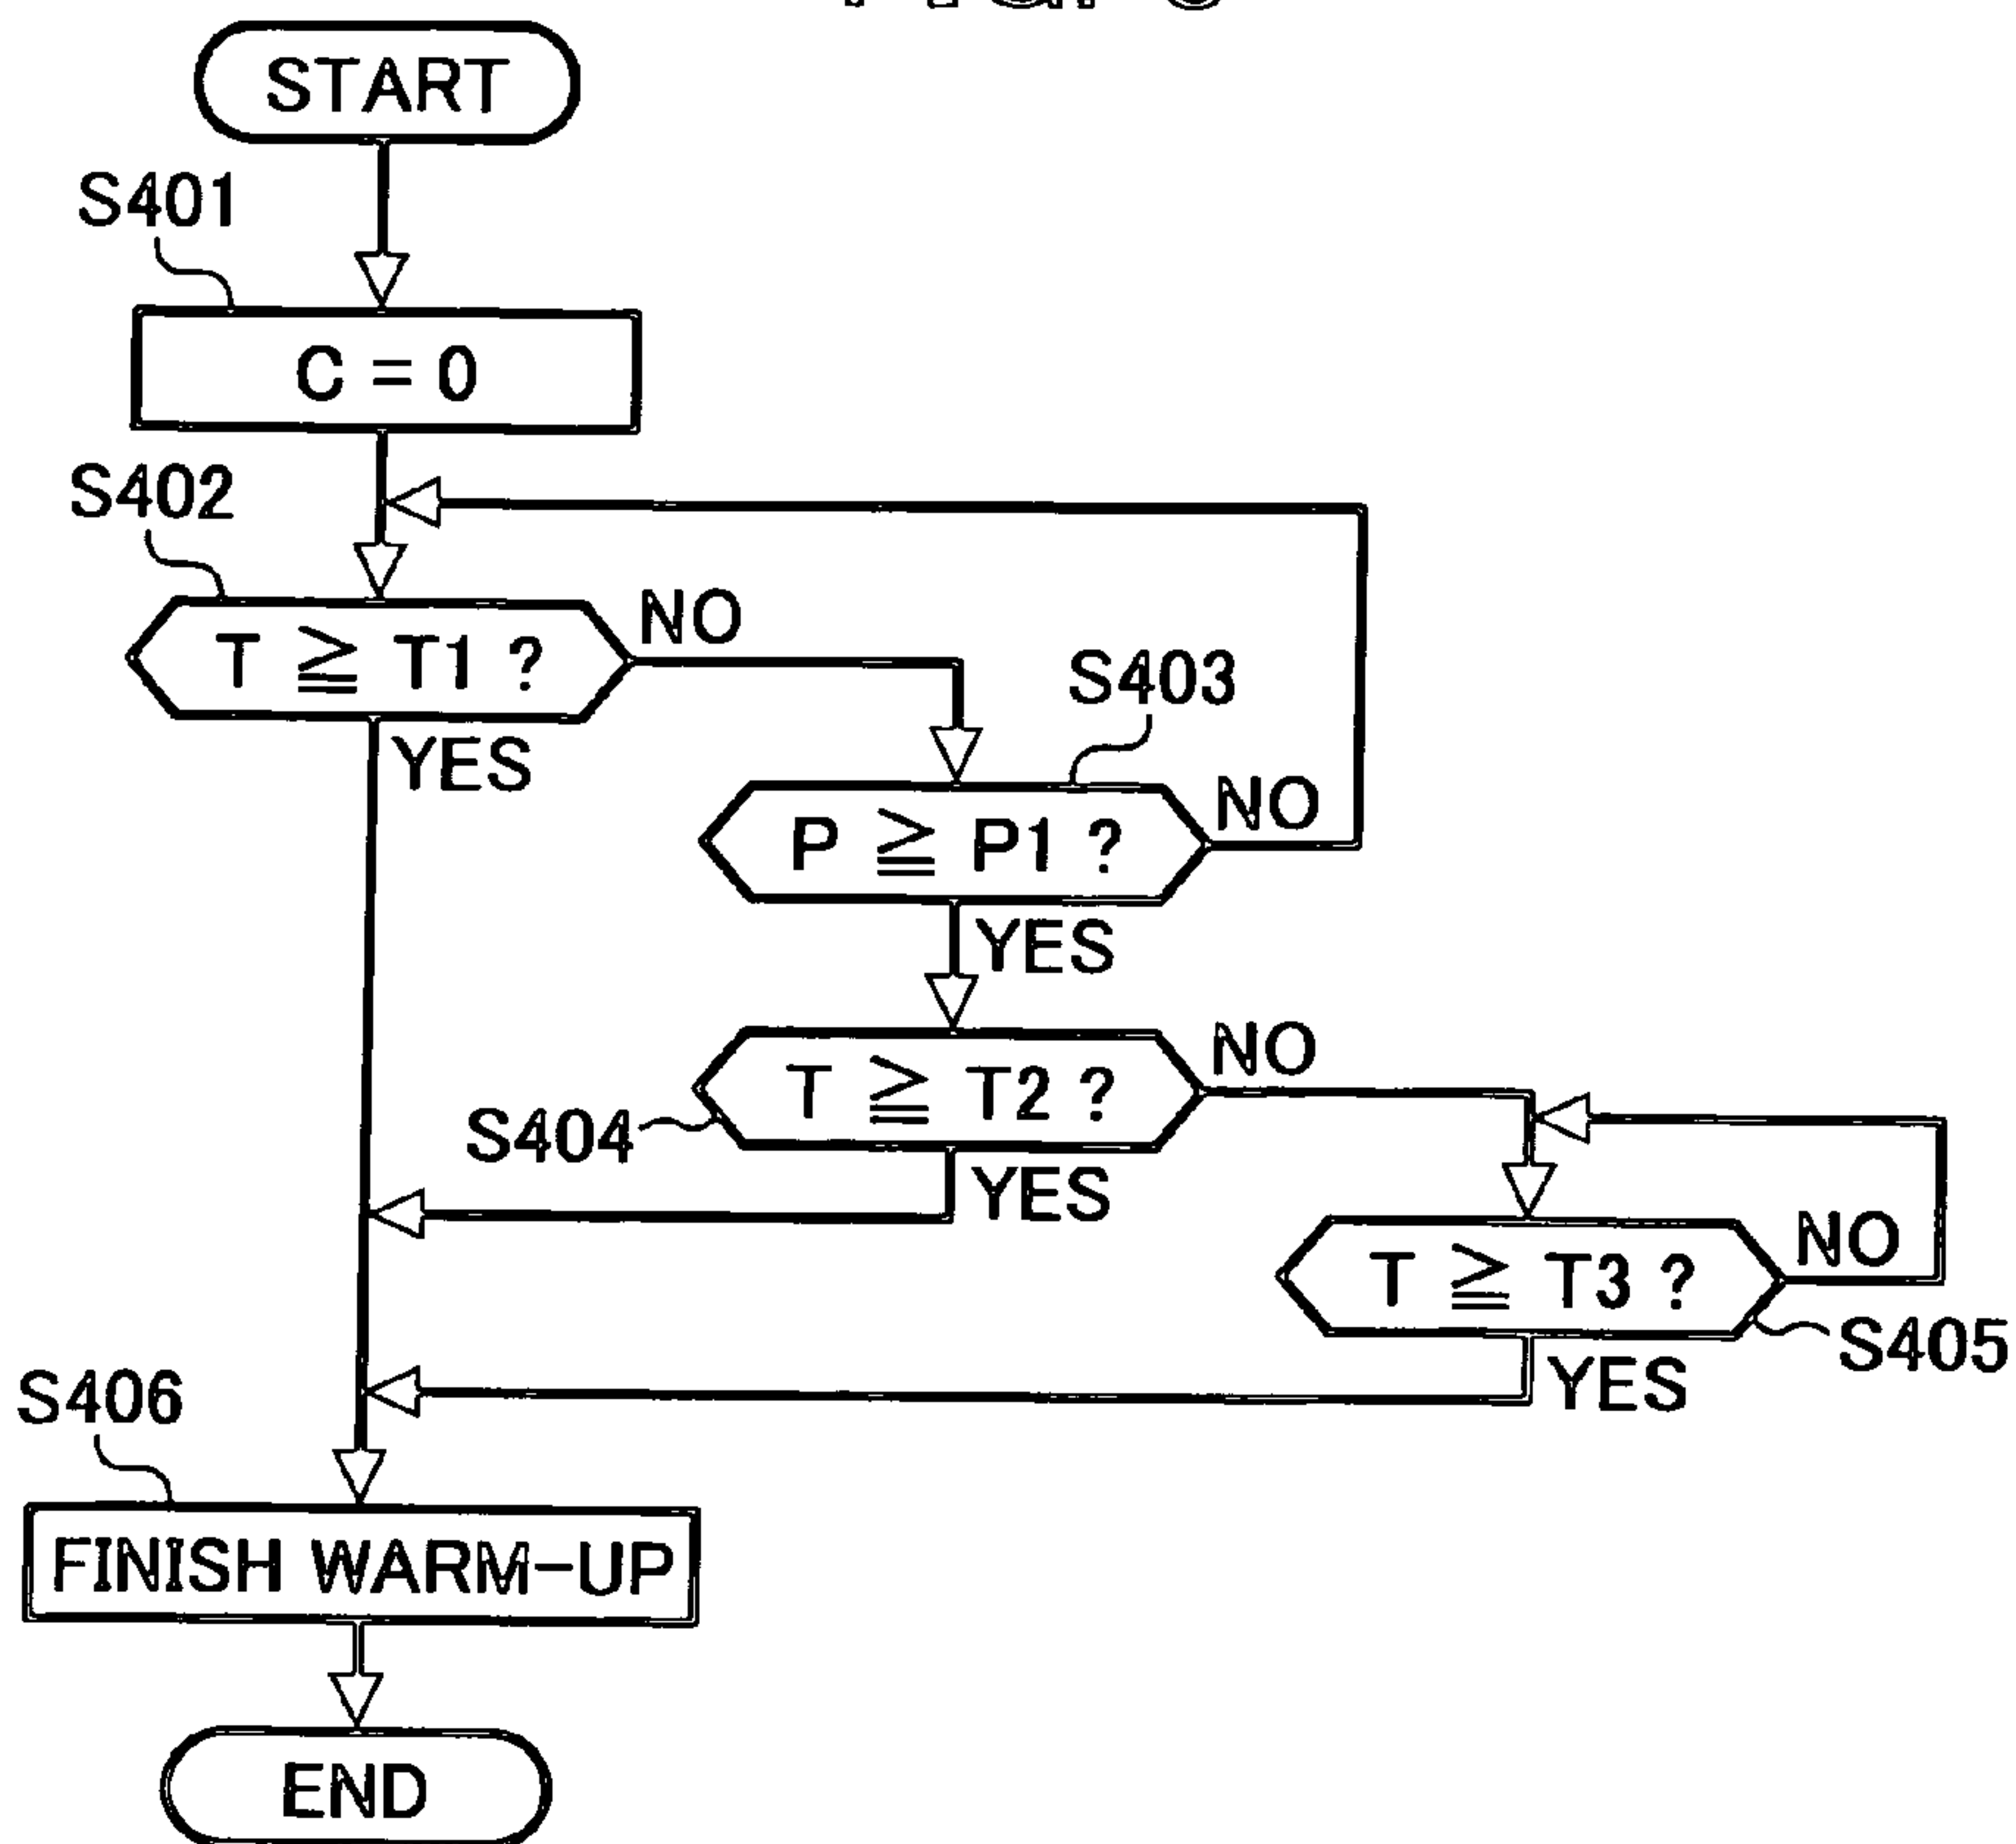 START
S401
C = 0
S402
T ≧ T1 ?
NO
YES
S403
P ≧ P1 ?
NO
YES
S404
T ≧ T2 ?
NO
YES
T ≧ T3 ?
NO
S405
YES
S406
FINISH WARM-UP
END